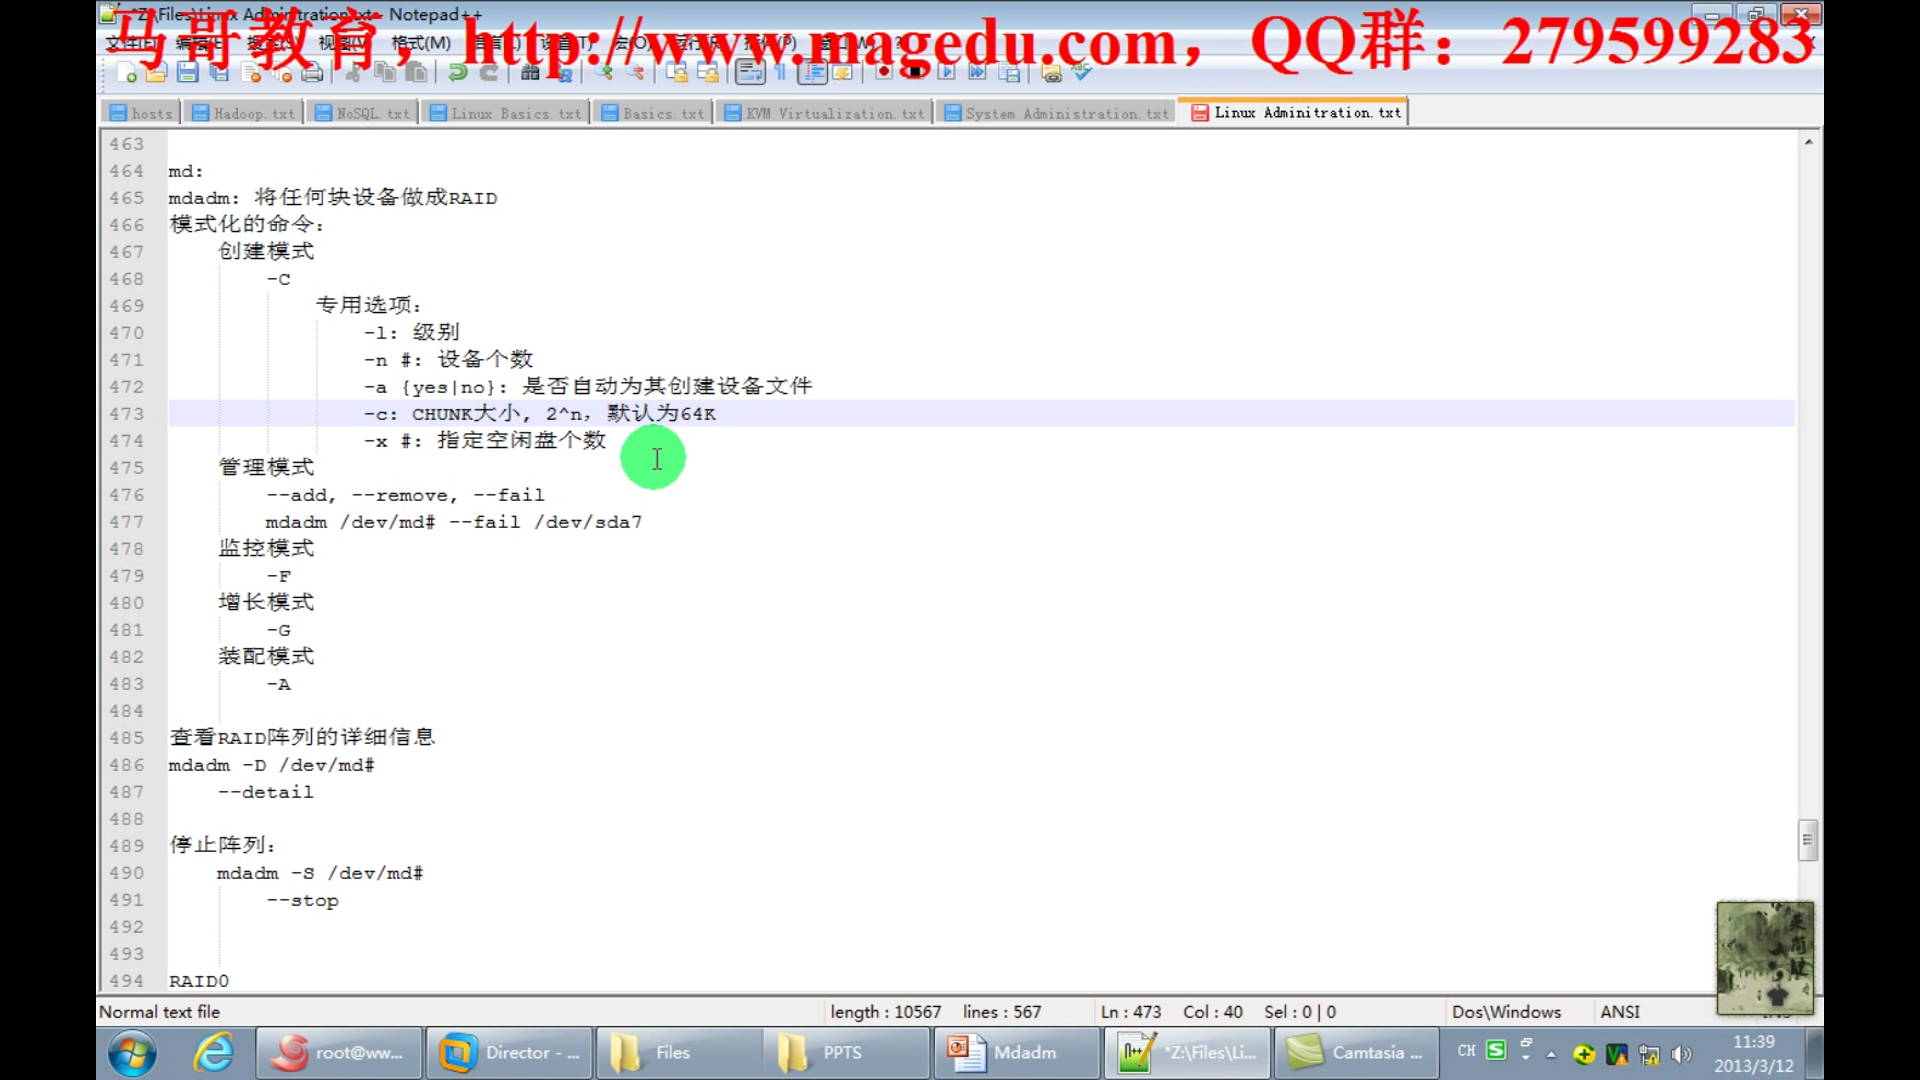 *Z:\Files\Linux Adminitration.txt - Notepad++
马哥教育，http://www.magedu.com，QQ群：279599283
hosts Hadoop.txt NoSQL.txt Linux Basics.txt Basics.txt KVM Virtualization.txt System Administration.txt Linux Adminitration.txt
463
464 md:
465 mdadm: 将任何块设备做成RAID
466 模式化的命令:
467 创建模式
468 -C
469 专用选项:
470 -l: 级别
471 -n #: 设备个数
472 -a {yes|no}: 是否自动为其创建设备文件
473 -c: CHUNK大小, 2^n，默认为64K
474 -x #: 指定空闲盘个数
475 管理模式
476 --add, --remove, --fail
477 mdadm /dev/md# --fail /dev/sda7
478 监控模式
479 -F
480 增长模式
481 -G
482 装配模式
483 -A
484
485 查看RAID阵列的详细信息
486 mdadm -D /dev/md#
487 --detail
488
489 停止阵列:
490 mdadm -S /dev/md#
491 --stop
492
493
494 RAID0
Normal text file length : 10567 lines : 567 Ln : 473 Col : 40 Sel : 0 | 0 Dos\Windows ANSI
root@ww... Director - ... Files PPTS Mdadm *Z:\Files\Li... Camtasia ... CH 11:39
2013/3/12